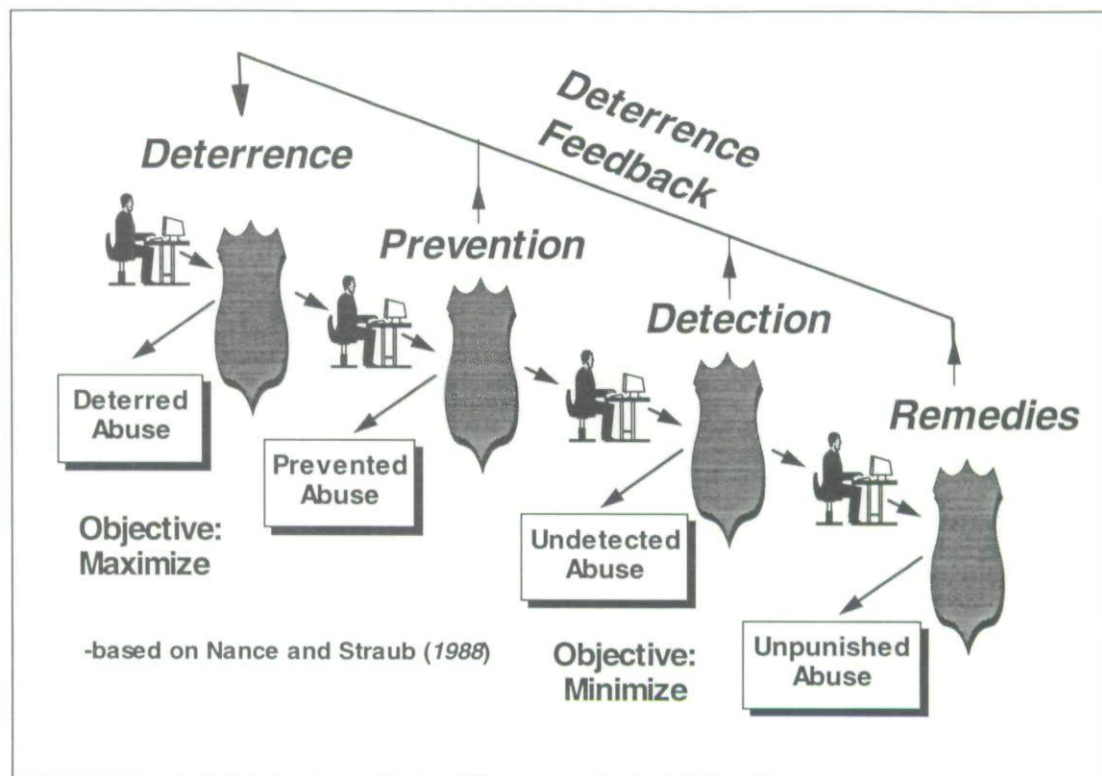 Deterrence
Feedback
Deterrence
Prevention
Detection
Remedies
Deterred
Abuse
Prevented
Abuse
Objective:
Maximize
Undetected
Abuse
-based on Nance and Straub (1988)
Objective:
Minimize
Unpunished
Abuse